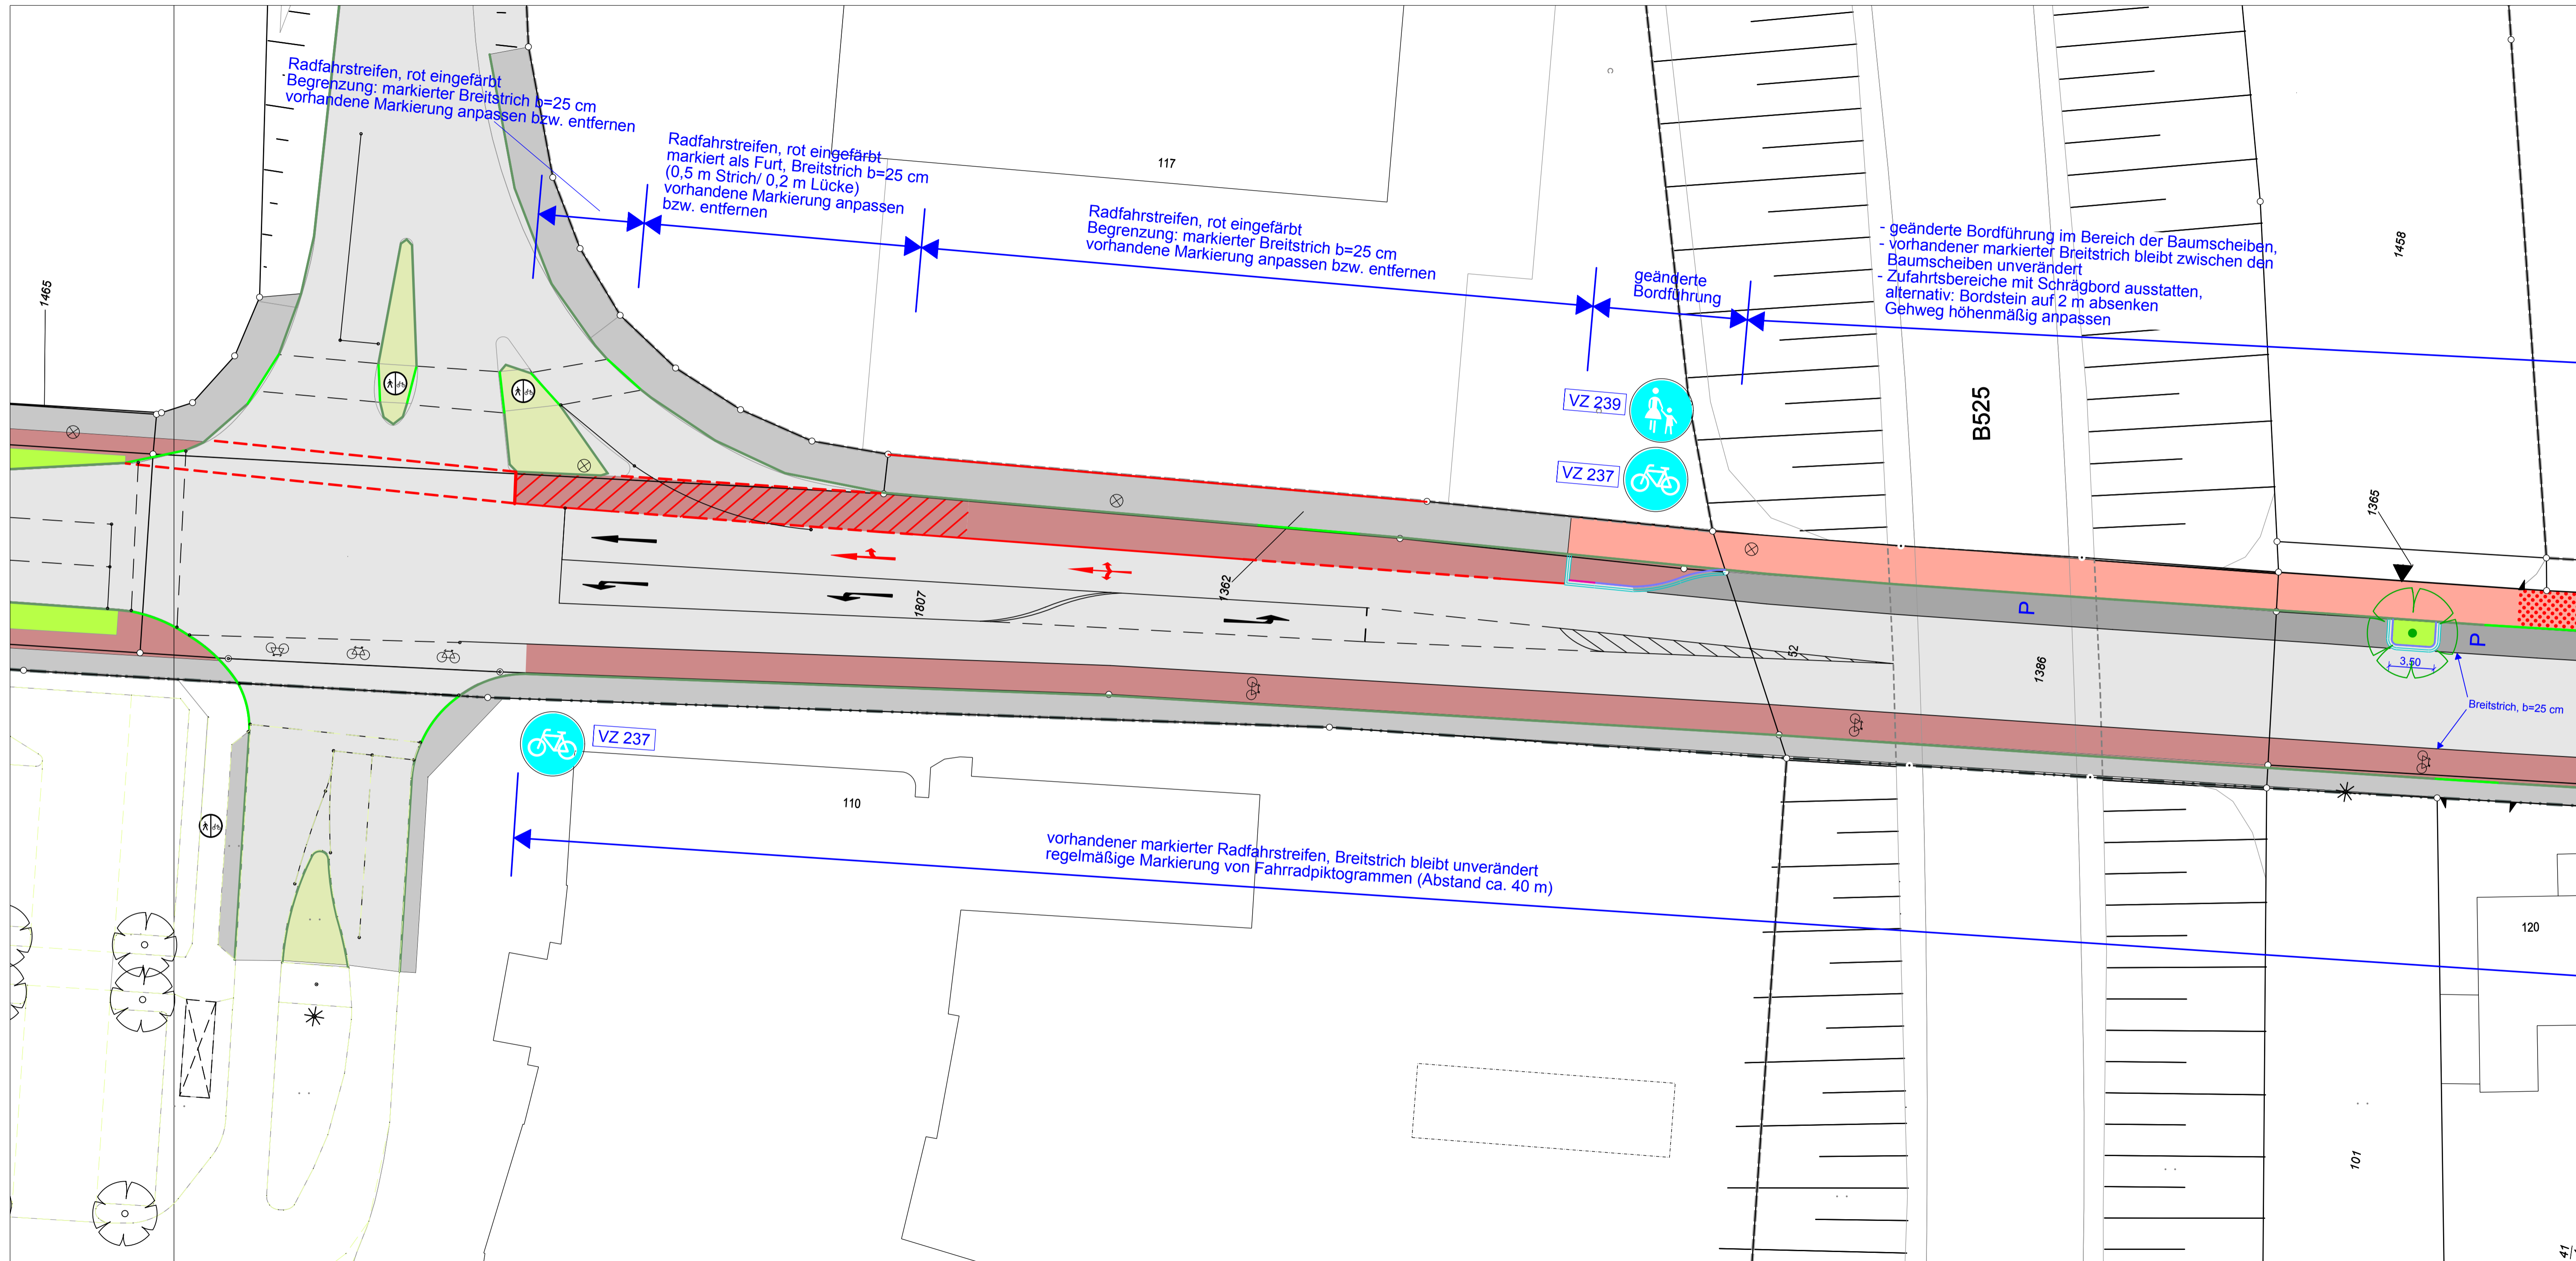 Radfahrstreifen, rot eingefärbt
Begrenzung: markierter Breitstrich b=25 cm
vorhandene Markierung anpassen bzw. entfernen
Radfahrstreifen, rot eingefärbt
markiert als Furt, Breitstrich b=25 cm
(0,5 m Strich/ 0,2 m Lücke)
vorhandene Markierung anpassen
bzw. entfernen
117
Radfahrstreifen, rot eingefärbt
Begrenzung: markierter Breitstrich b=25 cm
vorhandene Markierung anpassen bzw. entfernen
geänderte
Bordführung
- geänderte Bordführung im Bereich der Baumscheiben,
- vorhandener markierter Breitstrich bleibt zwischen den
Baumscheiben unverändert
- Zufahrtsbereiche mit Schrägbord ausstatten,
alternativ: Bordstein auf 2 m absenken
Gehweg höhenmäßig anpassen
1458
1465
VZ 239
VZ 237
B525
1365
1807
1362
P
P
52
1386
3,50
Breitstrich, b=25 cm
VZ 237
110
vorhandener markierter Radfahrstreifen, Breitstrich bleibt unverändert
regelmäßige Markierung von Fahrradpiktogrammen (Abstand ca. 40 m)
120
101
41